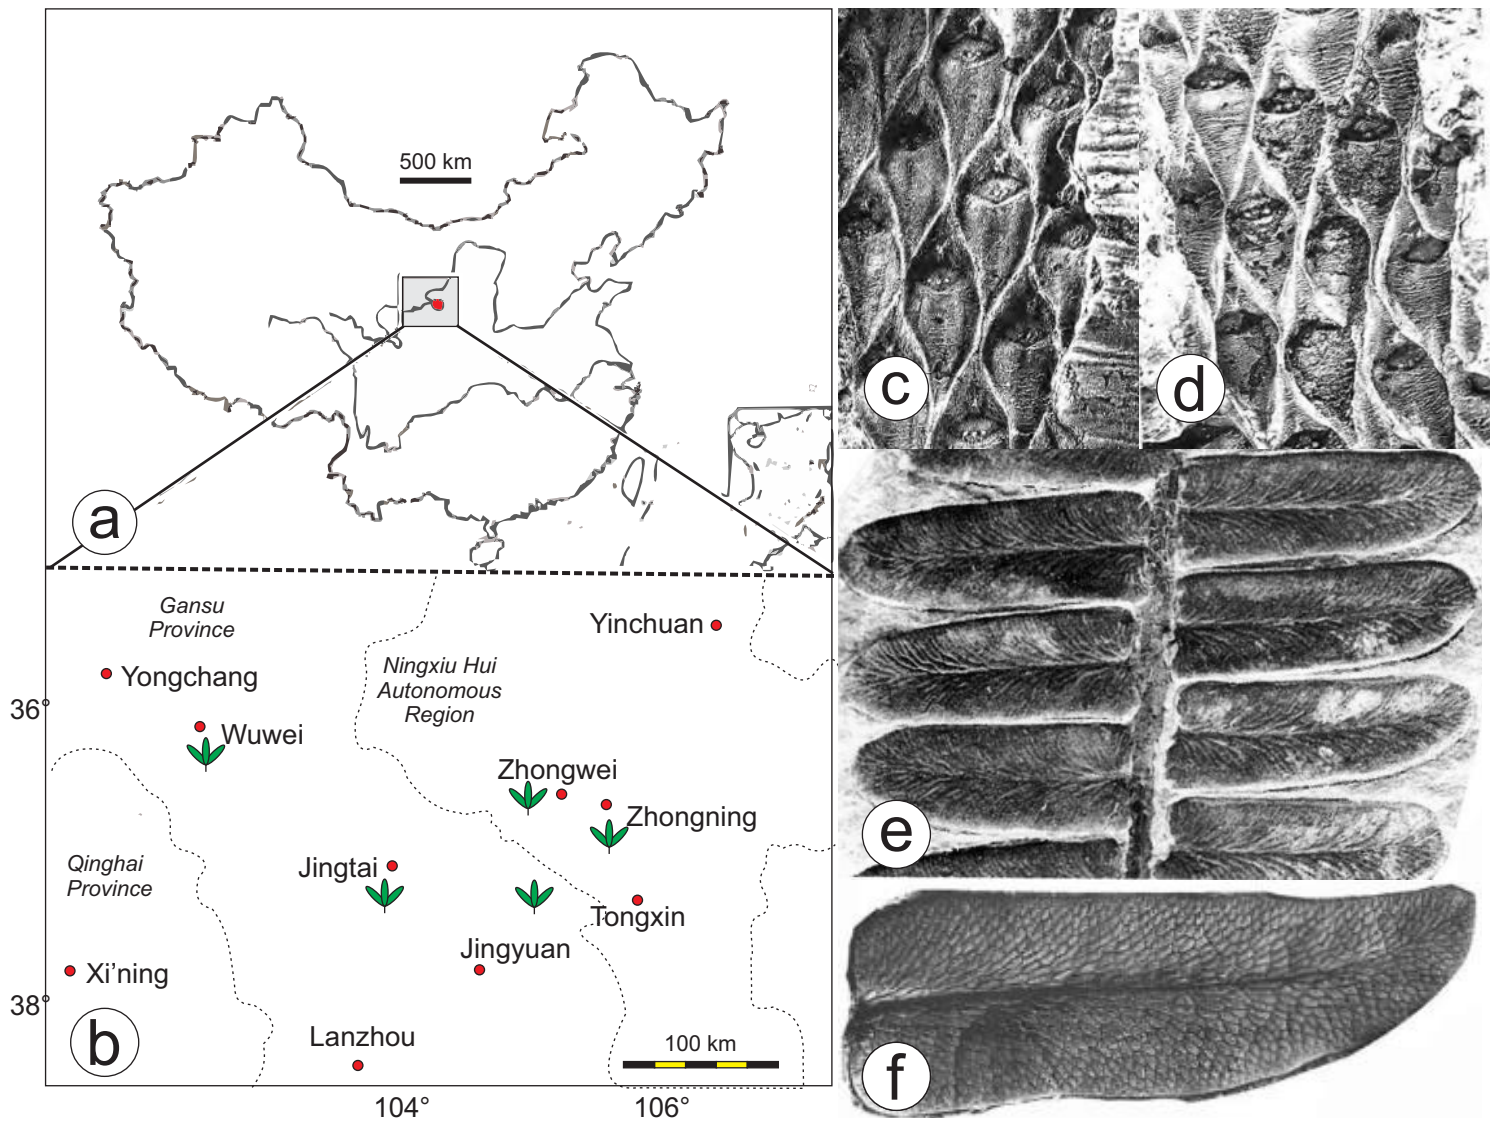 500 km
a
Gansu
Province
Yinchuan
Yongchang
Ningxiu Hui
Autonomous
Region
36°
Wuwei
Zhongwei
Zhongning
Qinghai
Province
Jingtai
Tongxin
Jingyuan
Xi'ning
38°
Lanzhou
100 km
b
104°
106°
c
d
e
f